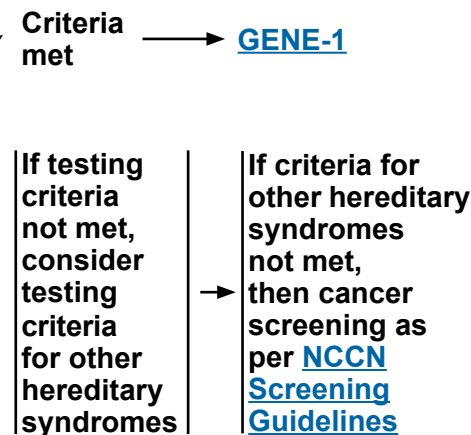 Criteria
met
GENE-1
If testing
criteria
not met,
consider
testing
criteria
for other
hereditary
syndromes
If criteria for
other hereditary
syndromes
not met,
then cancer
screening as
per NCCN
Screening
Guidelines